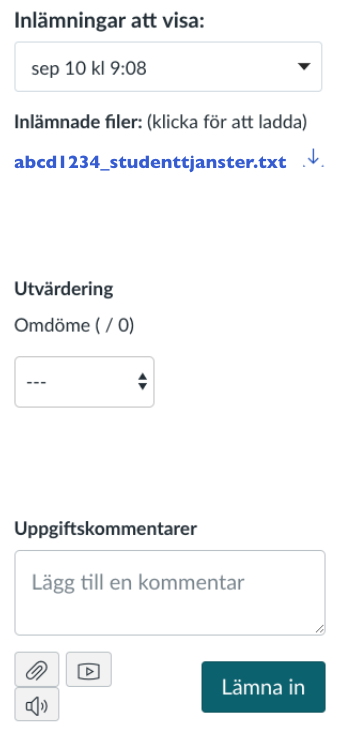 Inlämningar att visa:
sep 10 kl 9:08
Inlämnade filer: (klicka för att ladda)
abcd1234_studenttjanster.txt
Utvärdering
Omdöme ( / 0)
---
Uppgiftskommentarer
Lägg till en kommentar
Lämna in